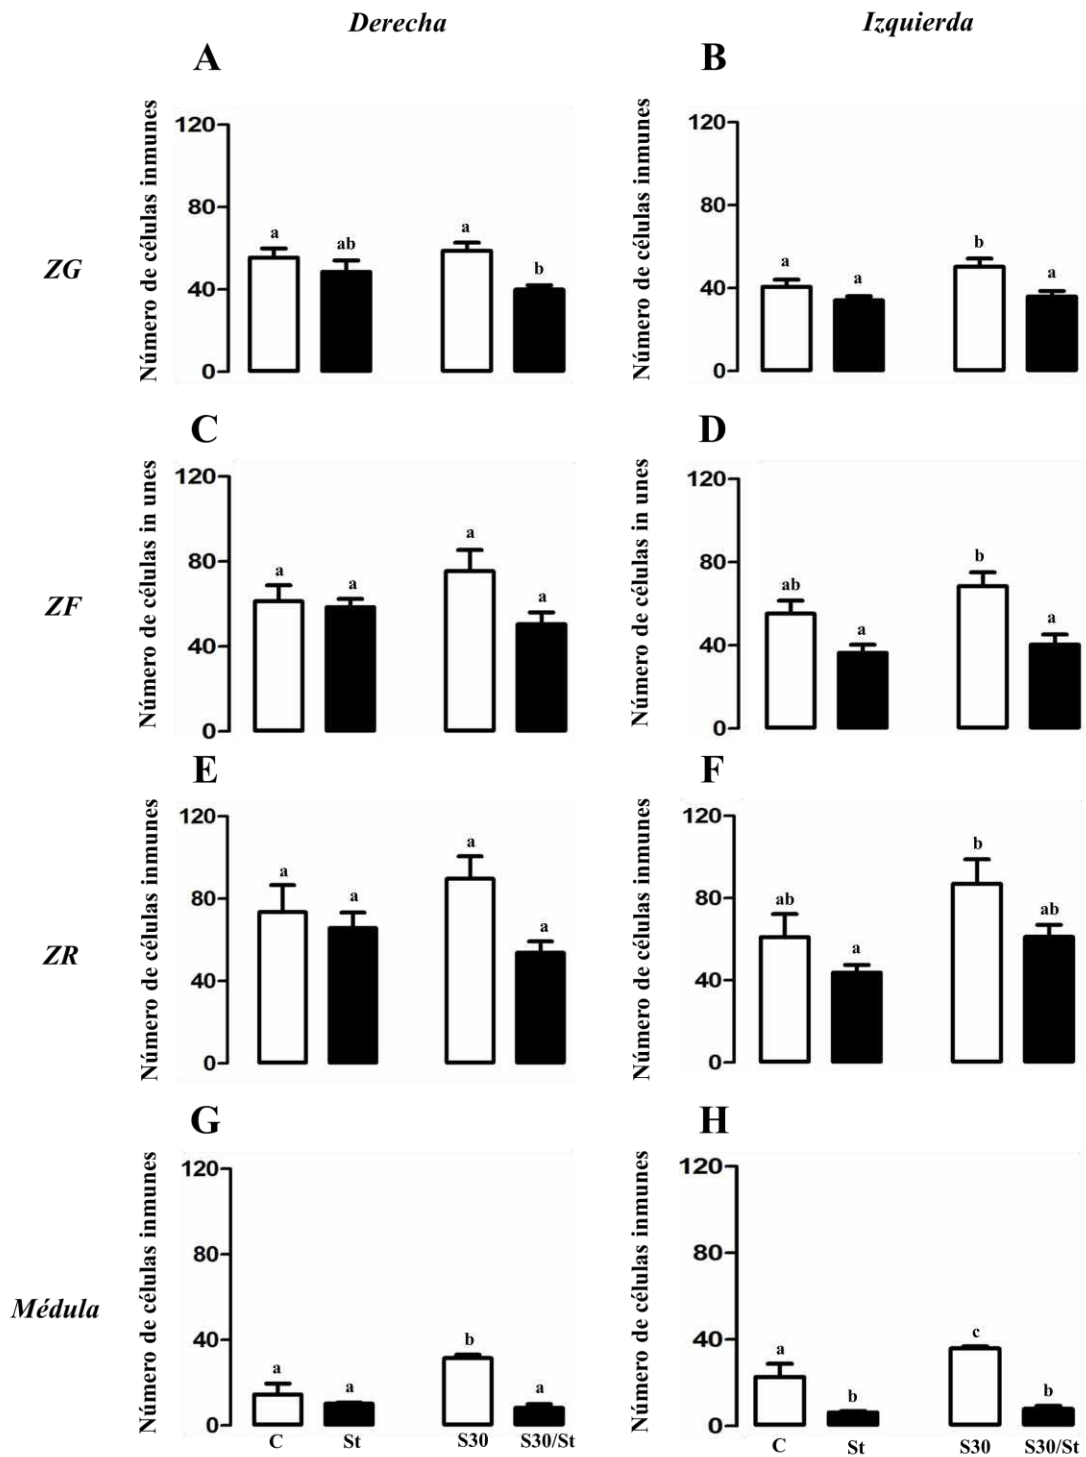 Derecha Izquierda
A B
Número de células inmunes
120
80
40
0
a ab a b
Número de células inmunes
120
80
40
0
a a b a
ZG
C D
Número de células in unes
120
80
40
0
a a a a
Número de células in unes
120
80
40
0
ab a b a
ZF
E F
Número de células inmunes
120
80
40
0
a a a a
Número de células inmunes
120
80
40
0
ab a b ab
ZR
G H
Número de células inmunes
120
80
40
0
a a b a
C St S30 S30/St
Número de células inmunes
120
80
40
0
a b c b
C St S30 S30/St
Médula